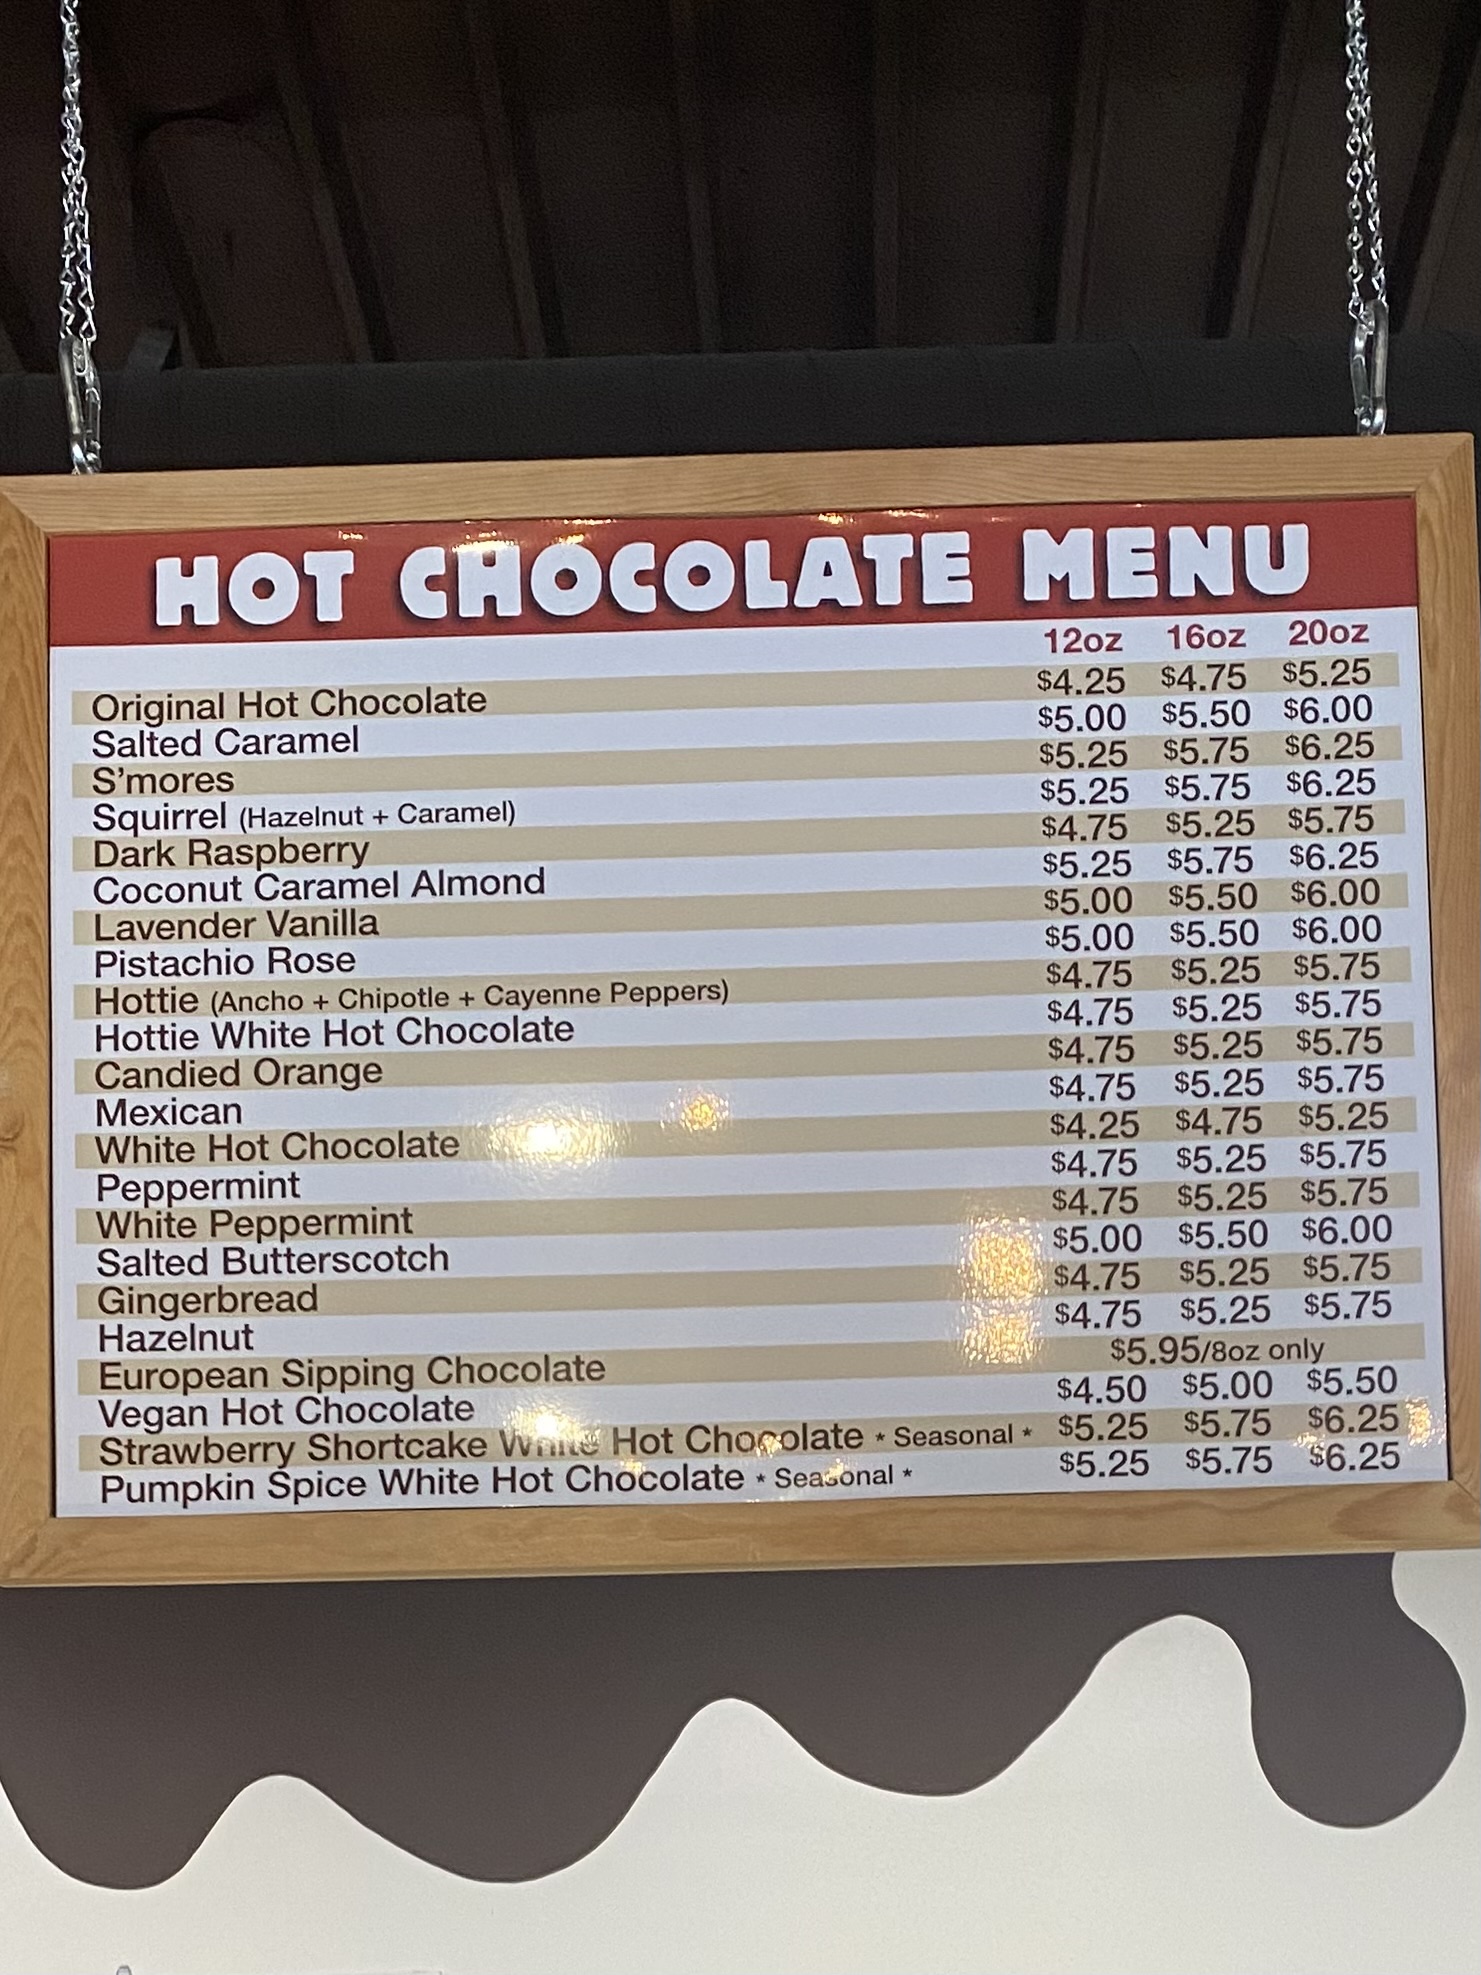 HOT CHOCOLATE MENU
12oz 16oz 20oz
Original Hot Chocolate $4.25 $4.75 $5.25
Salted Caramel $5.00 $5.50 $6.00
S'mores $5.25 $5.75 $6.25
Squirrel (Hazelnut + Caramel) $5.25 $5.75 $6.25
Dark Raspberry $4.75 $5.25 $5.75
Coconut Caramel Almond $5.25 $5.75 $6.25
Lavender Vanilla $5.00 $5.50 $6.00
Pistachio Rose $5.00 $5.50 $6.00
Hottie (Ancho + Chipotle + Cayenne Peppers) $4.75 $5.25 $5.75
Hottie White Hot Chocolate $4.75 $5.25 $5.75
Candied Orange $4.75 $5.25 $5.75
Mexican $4.75 $5.25 $5.75
White Hot Chocolate $4.25 $4.75 $5.25
Peppermint $4.75 $5.25 $5.75
White Peppermint $4.75 $5.25 $5.75
Salted Butterscotch $5.00 $5.50 $6.00
Gingerbread $4.75 $5.25 $5.75
Hazelnut $4.75 $5.25 $5.75
European Sipping Chocolate $5.95/8oz only
Vegan Hot Chocolate $4.50 $5.00 $5.50
Strawberry Shortcake White Hot Chocolate * Seasonal * $5.25 $5.75 $6.25
Pumpkin Spice White Hot Chocolate * Seasonal * $5.25 $5.75 $6.25